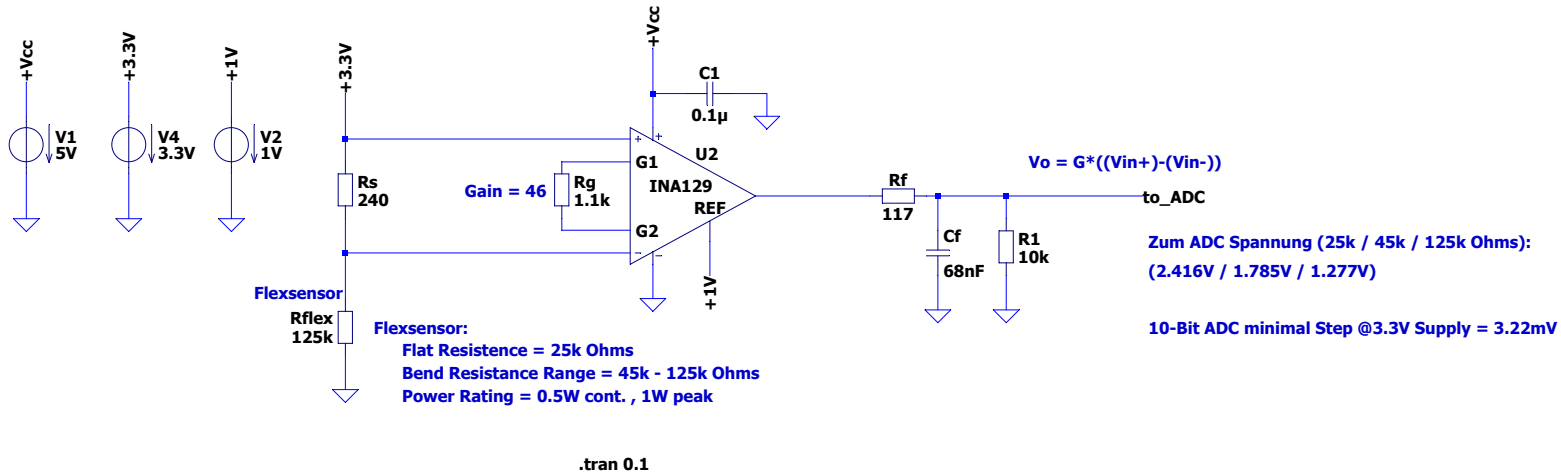 +Vcc
+3.3V
+1V
+3.3V
+Vcc
V1
5V
V4
3.3V
V2
1V
C1
0.1µ
Rs
240
Gain = 46
Rg
1.1k
G1
G2
U2
INA129
REF
+1V
Rf
117
Cf
68nF
R1
10k
Vo = G*((Vin+)-(Vin-))
to_ADC
Zum ADC Spannung (25k / 45k / 125k Ohms):
(2.416V / 1.785V / 1.277V)
10-Bit ADC minimal Step @3.3V Supply = 3.22mV
Flexsensor
Rflex
125k
Flexsensor:
Flat Resistence = 25k Ohms
Bend Resistance Range = 45k - 125k Ohms
Power Rating = 0.5W cont. , 1W peak
.tran 0.1